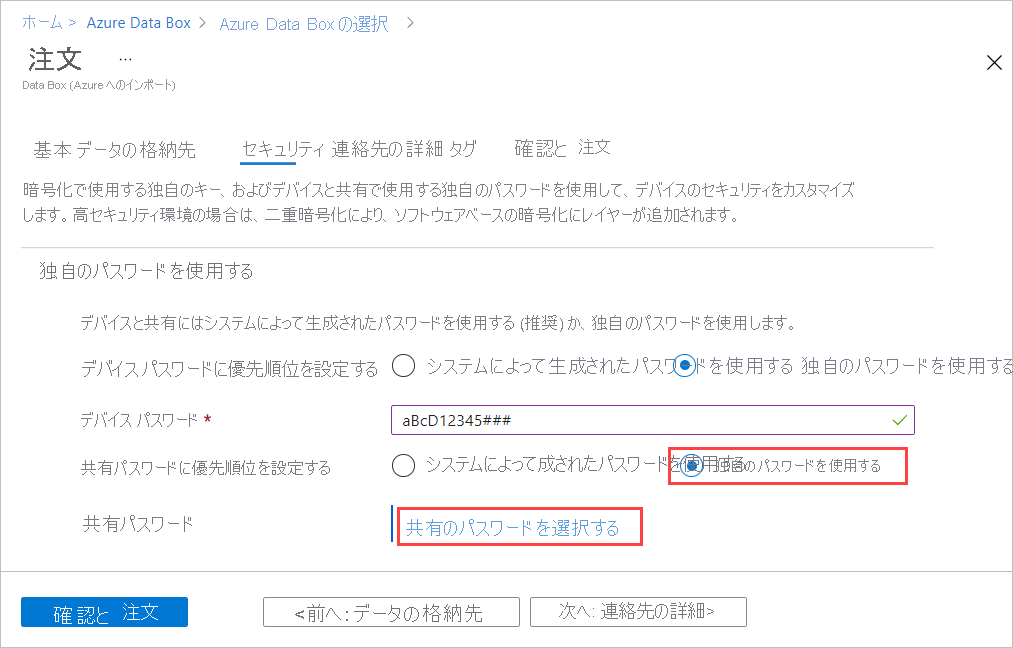 ホーム > Azure Data Box > Azure Data Boxの選択 >
注文 ...
Data Box (Azure へのインポート)
基本 データの格納先 セキュリティ 連絡先の詳細 タグ 確認と 注文
暗号化で使用する独自のキー、およびデバイスと共有で使用する独自のパスワードを使用して、デバイスのセキュリティをカスタマイズ
します。高セキュリティ環境の場合は、二重暗号化により、ソフトウェアベースの暗号化にレイヤーが追加されます。
独自のパスワードを使用する
デバイスと共有にはシステムによって生成されたパスワードを使用する (推奨) か、独自のパスワードを使用します。
デバイス パスワードに優先順位を設定する システムによって生成されたパスワードを使用する 独自のパスワードを使用する
デバイス パスワード * aBcD12345###
共有パスワードに優先順位を設定する システムによって成されたパスワードを使用する 独自のパスワードを使用する
共有パスワード 共有のパスワードを選択する
確認と 注文 <前へ: データの格納先 次へ: 連絡先の詳細>